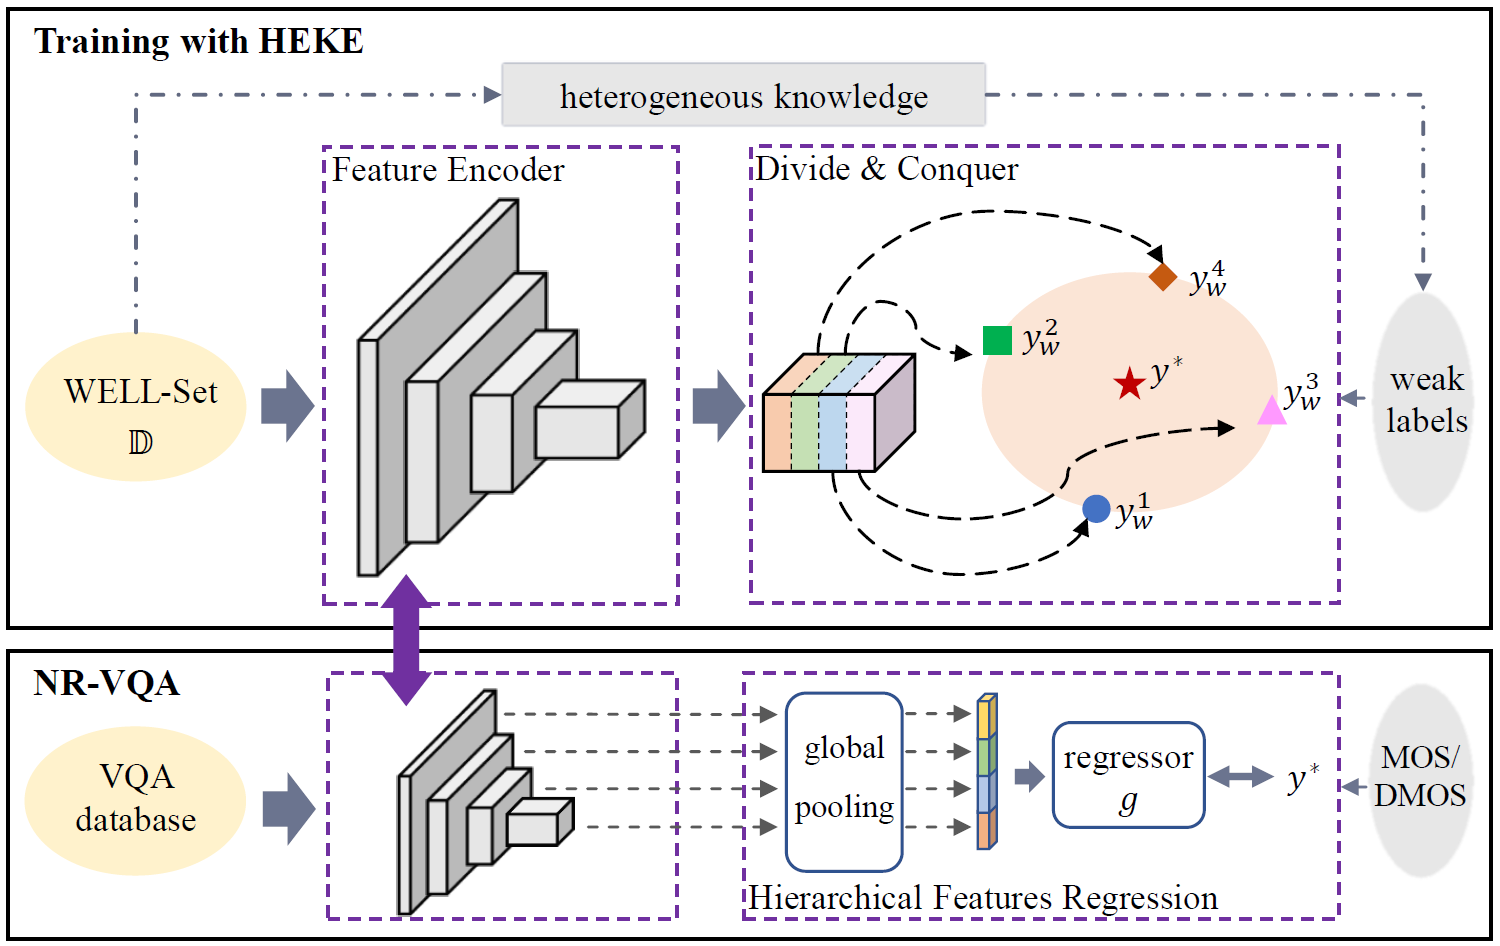 Training with HEKE
heterogeneous knowledge
Feature Encoder
Divide & Conquer
WELL-Set
𝔻
y_w^4
y_w^2
y*
y_w^3
y_w^1
weak
labels
NR-VQA
VQA
database
global
pooling
regressor
g
y*
MOS/
DMOS
Hierarchical Features Regression